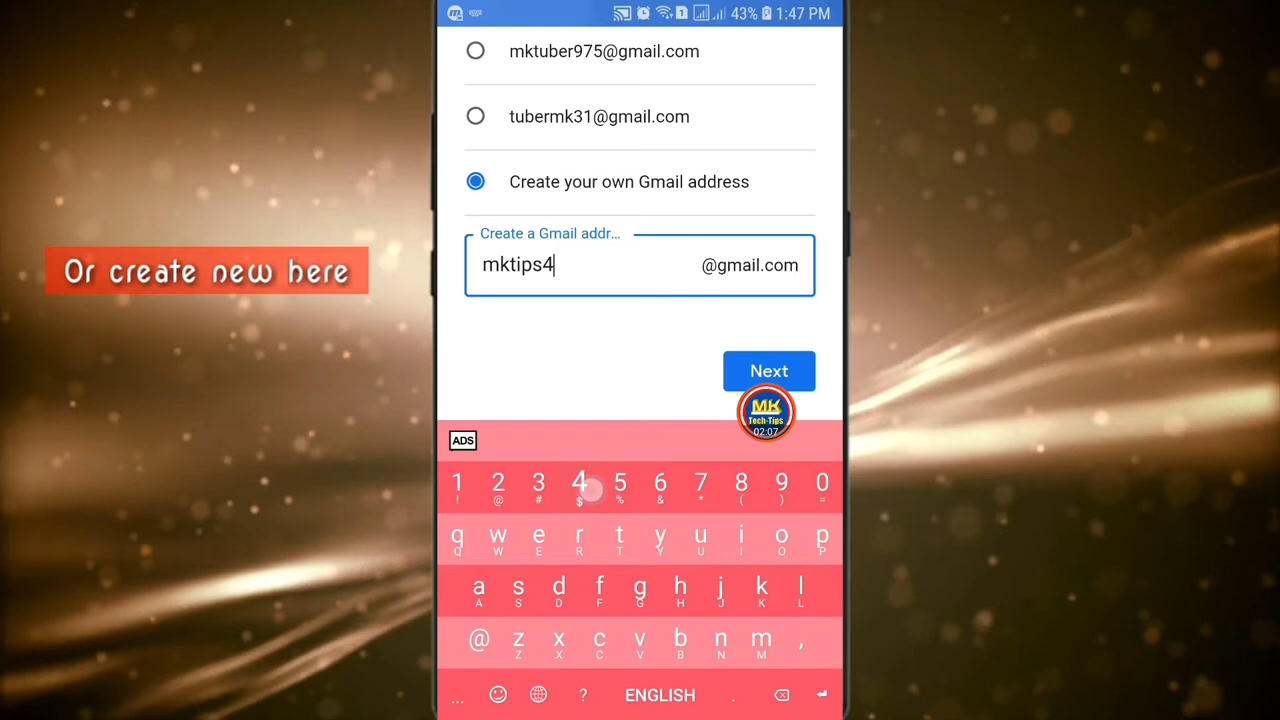 43% 1:47 PM
mktuber975@gmail.com
tubermk31@gmail.com
Create your own Gmail address
Create a Gmail addr...
mktips4 @gmail.com
Or create new here
Next
MK
Tech-Tips
02:07
ADS
1 2 3 4 5 6 7 8 9 0
! @ # $ % & * ( ) =
q w e r t y u i o p
Q W E R T Y U I O P
a s d f g h j k l
A S D F G H J K L
@ z x c v b n m ,
Z X C V B N M
... ? ENGLISH .